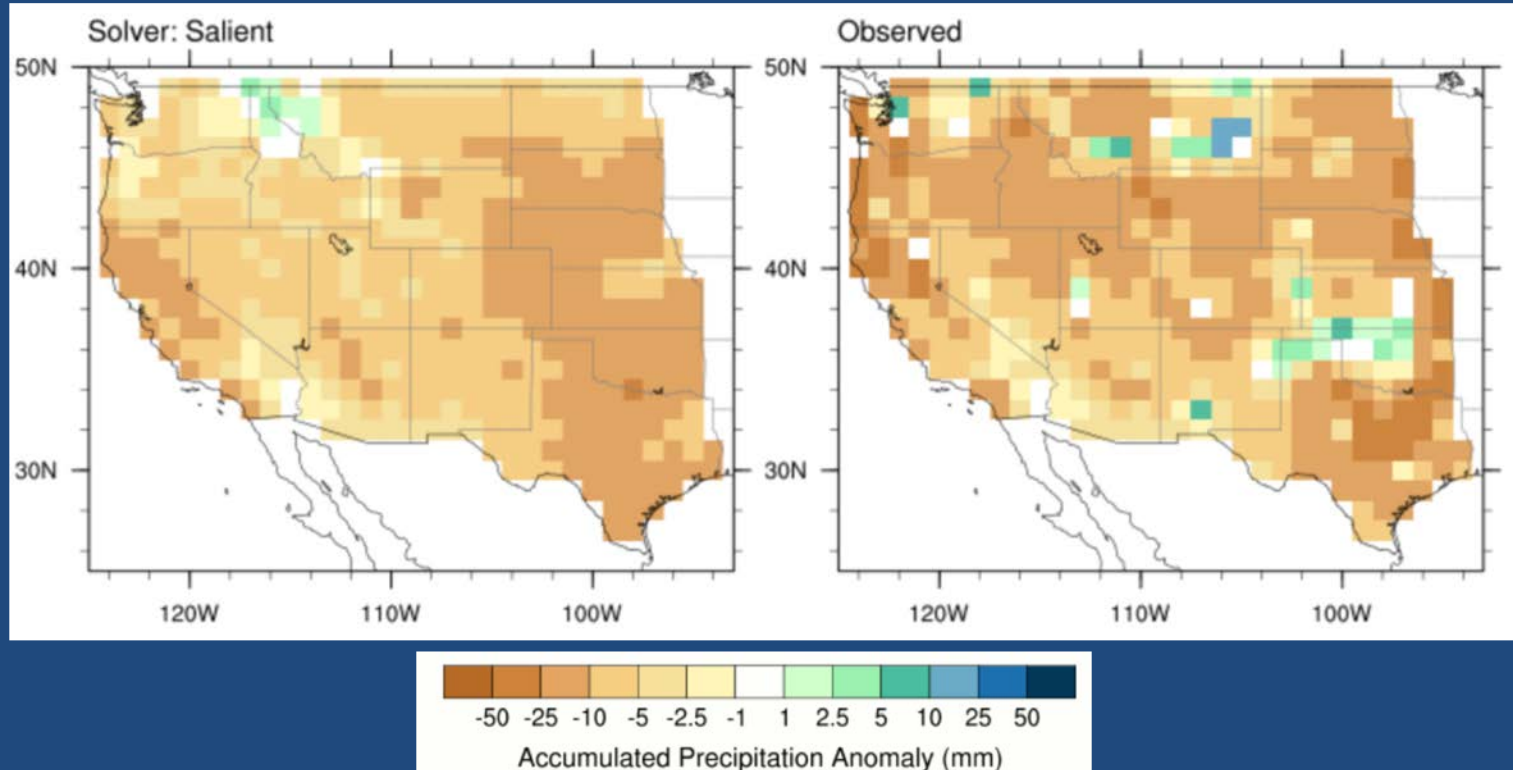 Solver: Salient
Observed
50N
40N
30N
120W 110W 100W
50N
40N
30N
120W 110W 100W
-50 -25 -10 -5 -2.5 -1 1 2.5 5 10 25 50
Accumulated Precipitation Anomaly (mm)